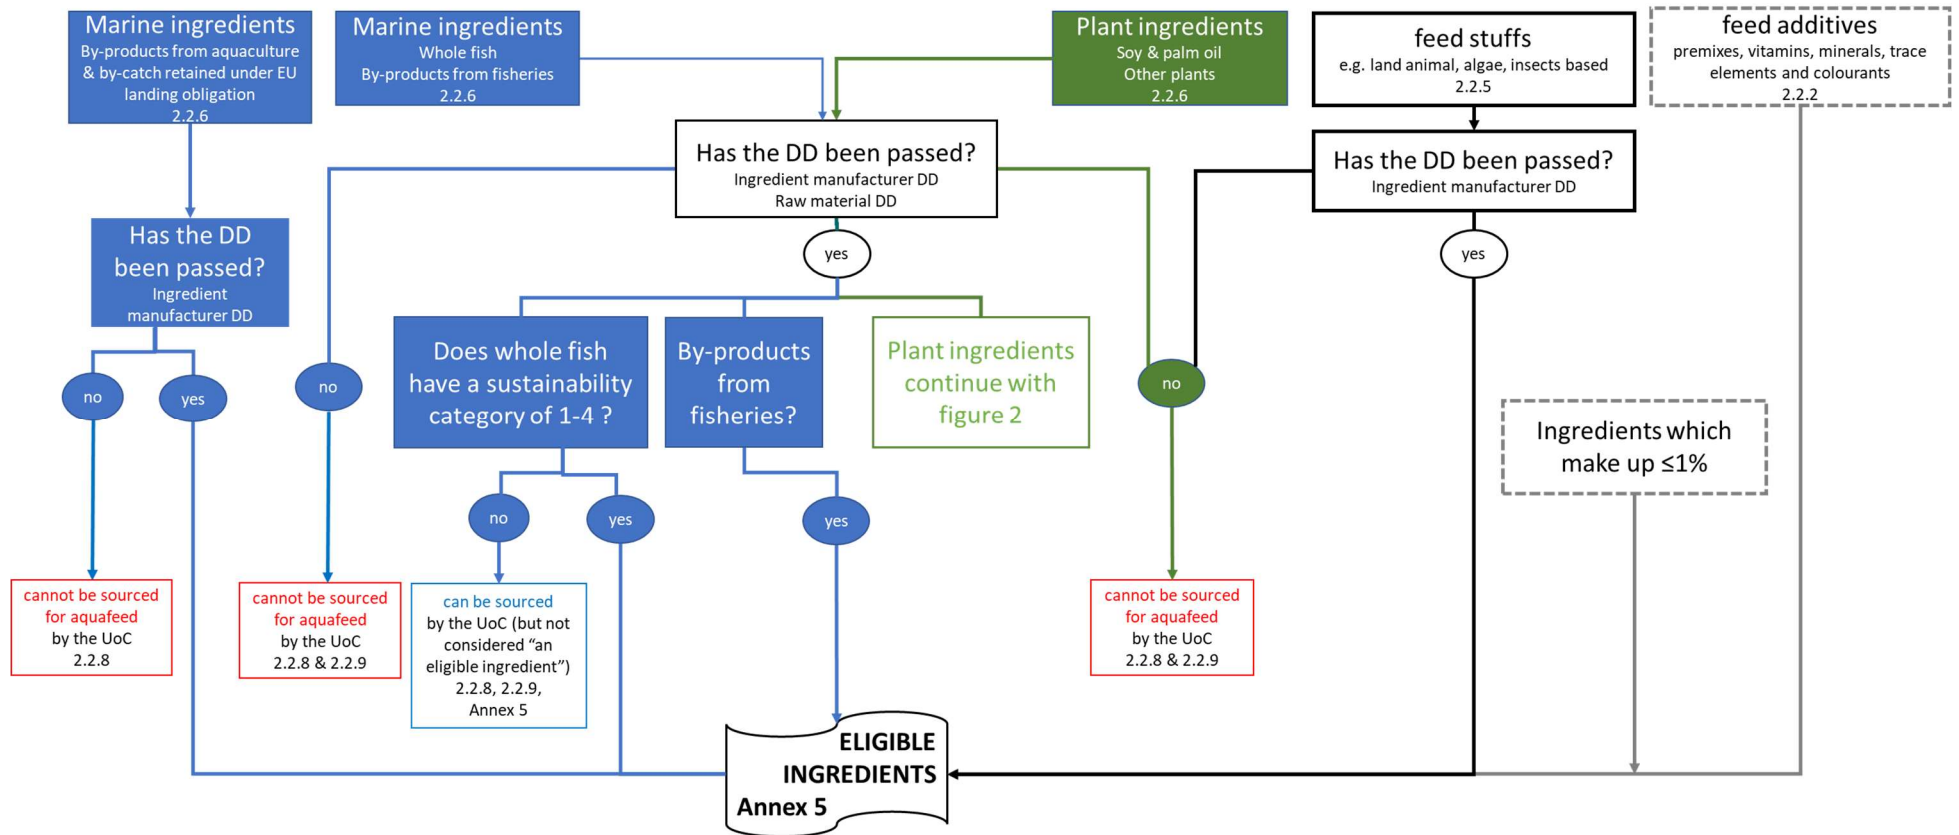 Marine ingredients
By-products from aquaculture
& by-catch retained under EU
landing obligation
2.2.6
Marine ingredients
Whole fish
By-products from fisheries
2.2.6
Plant ingredients
Soy & palm oil
Other plants
2.2.6
feed stuffs
e.g. land animal, algae, insects based
2.2.5
feed additives
premixes, vitamins, minerals, trace
elements and colourants
2.2.2
Has the DD been passed?
Ingredient manufacturer DD
Raw material DD
Has the DD been passed?
Ingredient manufacturer DD
Has the DD
been passed?
Ingredient
manufacturer DD
yes
yes
no
yes
no
Does whole fish
have a sustainability
category of 1-4 ?
By-products
from
fisheries?
Plant ingredients
continue with
figure 2
no
Ingredients which
make up ≤1%
no
yes
yes
cannot be sourced
for aquafeed
by the UoC
2.2.8
cannot be sourced
for aquafeed
by the UoC
2.2.8 & 2.2.9
can be sourced
by the UoC (but not
considered “an
eligible ingredient”)
2.2.8, 2.2.9,
Annex 5
cannot be sourced
for aquafeed
by the UoC
2.2.8 & 2.2.9
ELIGIBLE
INGREDIENTS
Annex 5